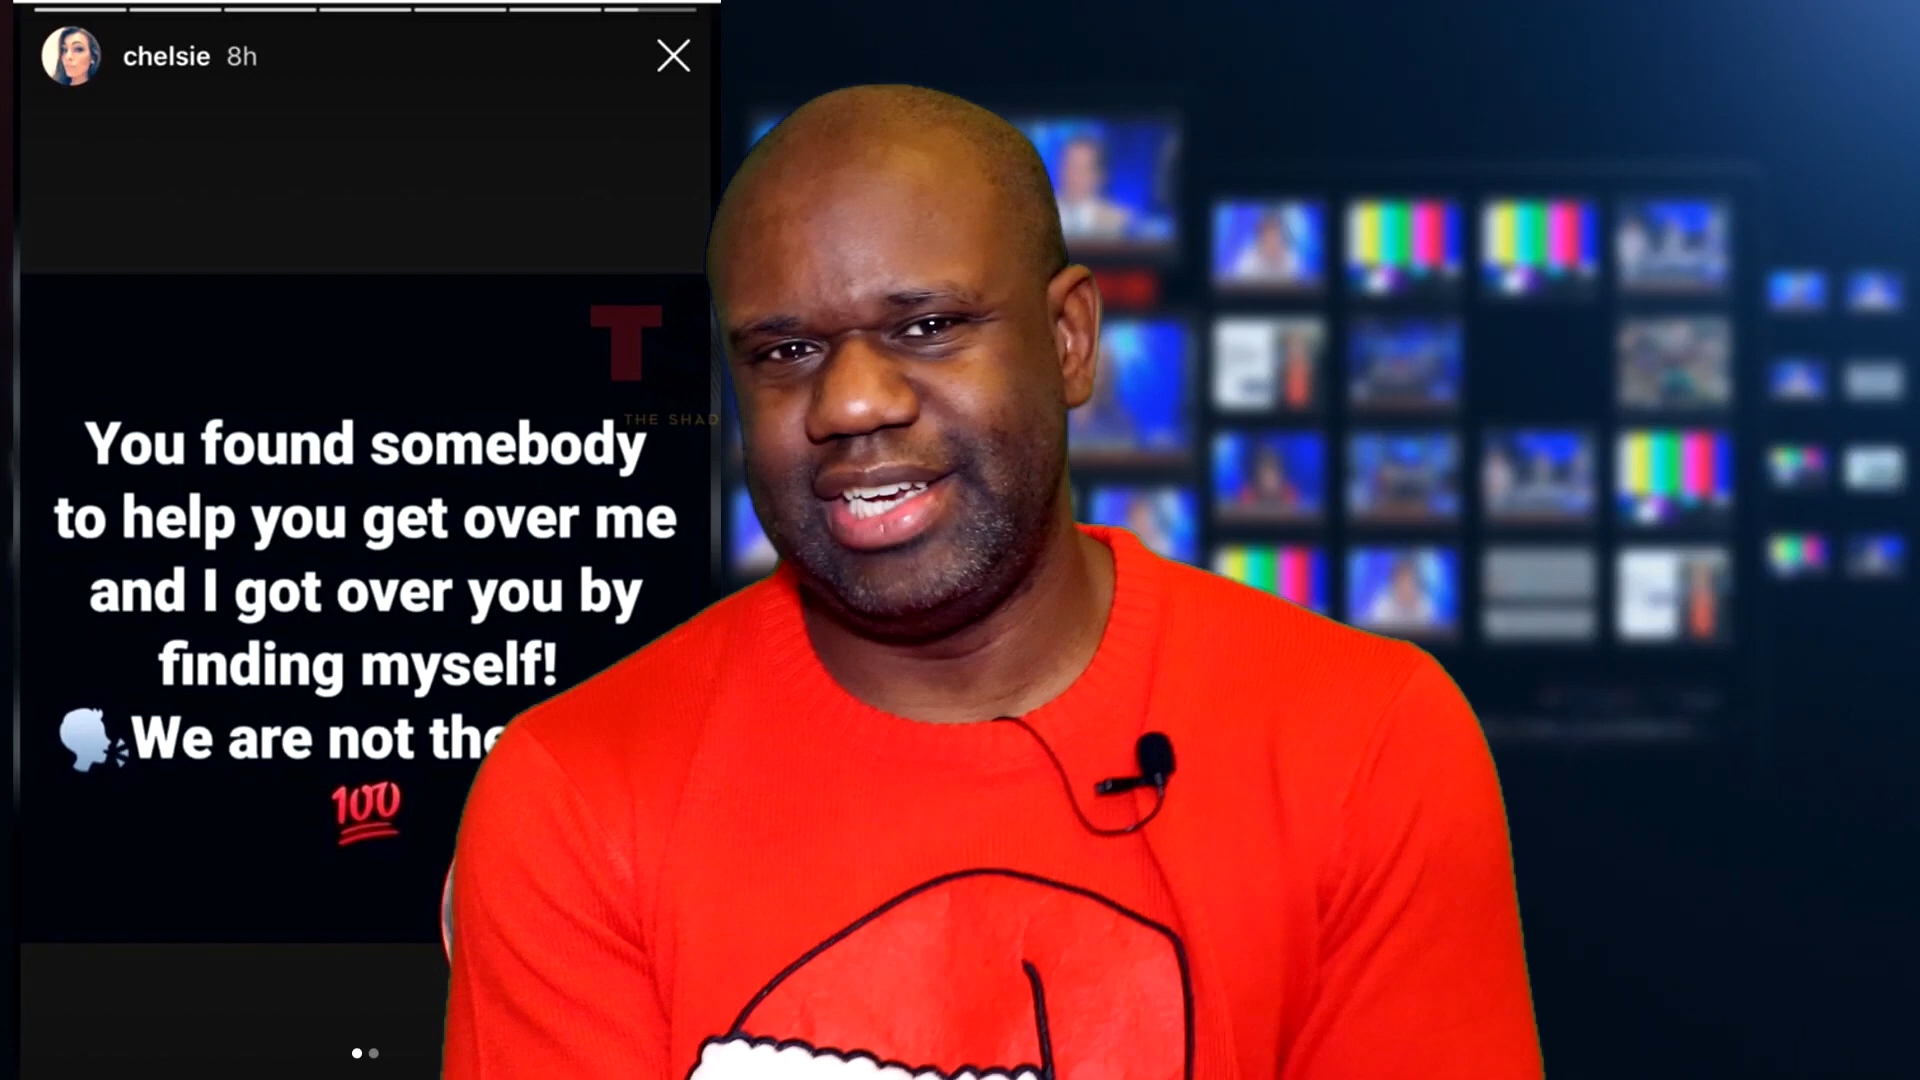 chelsie 8h
T
THE SHAD
You found somebody
to help you get over me
and I got over you by
finding myself!
🗣We are not the
💯